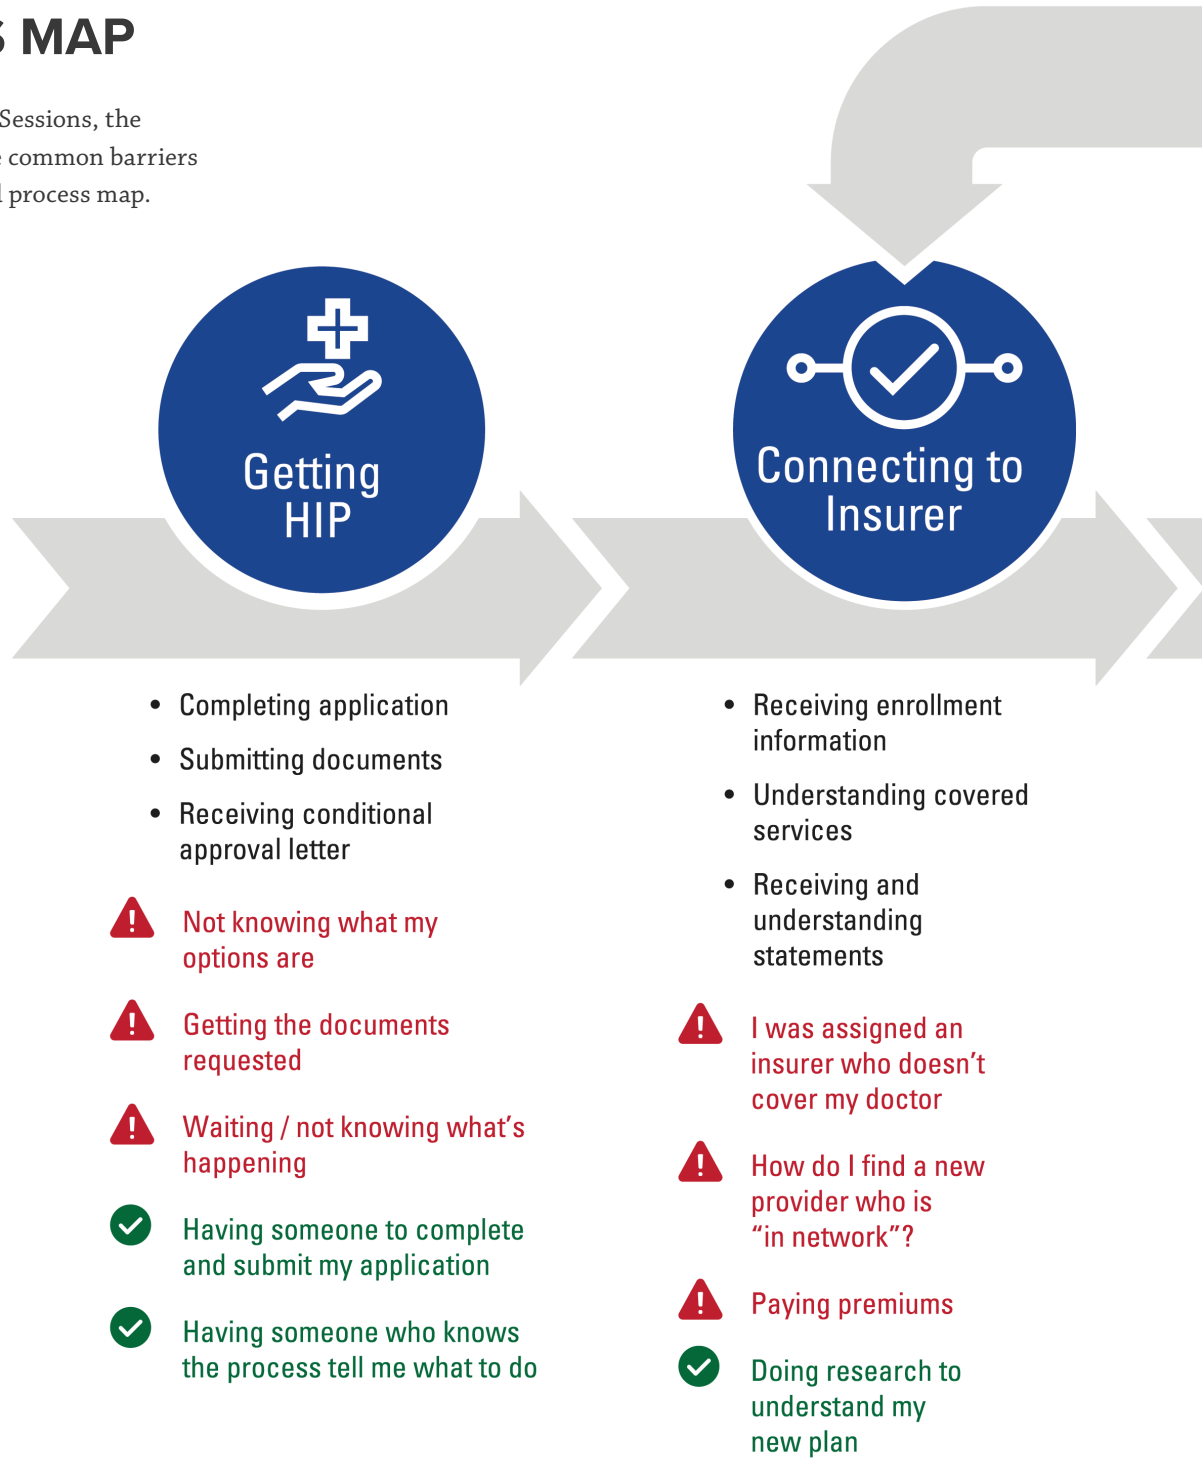 S MAP
Sessions, the
e common barriers
process map.
Getting
HIP
Connecting to
Insurer
• Completing application
• Submitting documents
• Receiving conditional
approval letter
Not knowing what my
options are
Getting the documents
requested
Waiting / not knowing what's
happening
Having someone to complete
and submit my application
Having someone who knows
the process tell me what to do
• Receiving enrollment
information
• Understanding covered
services
• Receiving and
understanding
statements
I was assigned an
insurer who doesn't
cover my doctor
How do I find a new
provider who is
“in network”?
Paying premiums
Doing research to
understand my
new plan